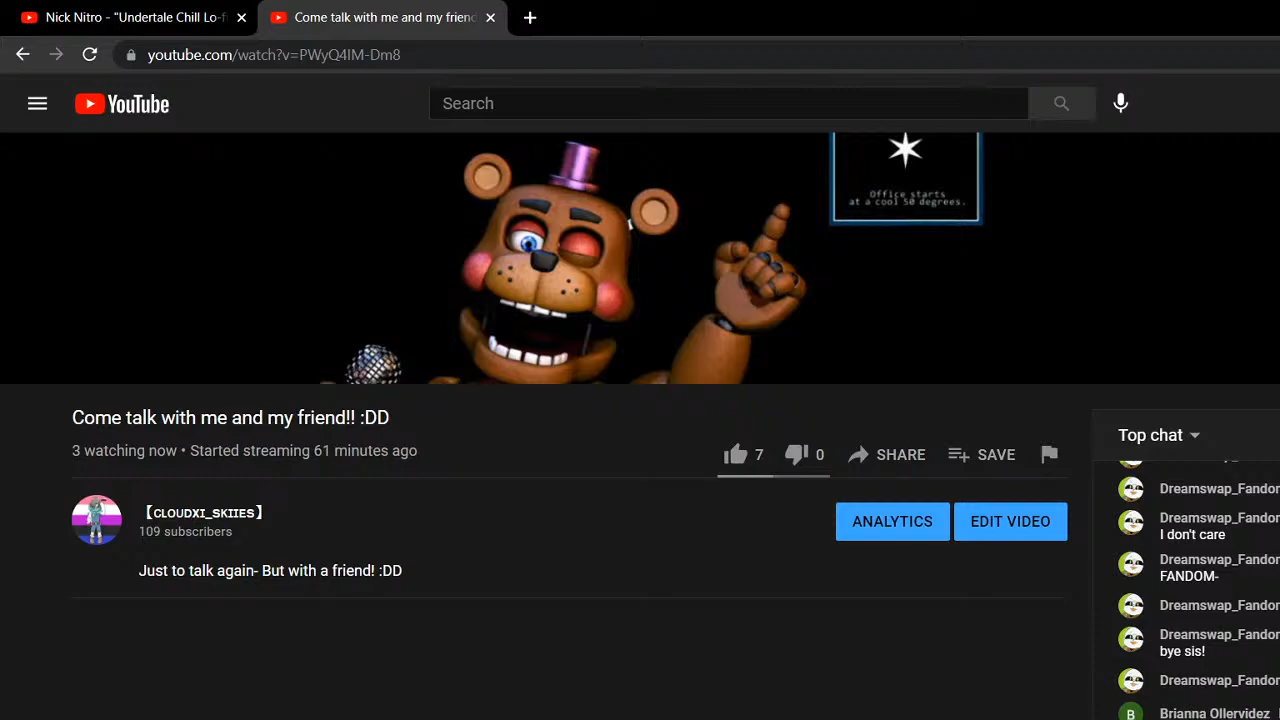 Nick Nitro - "Undertale Chill Lo-f
Come talk with me and my frien
youtube.com/watch?v=PWyQ4IM-Dm8
YouTube
Search
Office starts
at a cool 50 degrees.
Come talk with me and my friend!! :DD
3 watching now • Started streaming 61 minutes ago
7
0
SHARE
SAVE
【CLOUDXI_SKIIES】
109 subscribers
ANALYTICS
EDIT VIDEO
Just to talk again- But with a friend! :DD
Top chat
Dreamswap_Fandor
Dreamswap_Fandor
I don't care
Dreamswap_Fandor
FANDOM-
Dreamswap_Fandor
Dreamswap_Fandor
bye sis!
Dreamswap_Fandor
B
Brianna Ollervidez